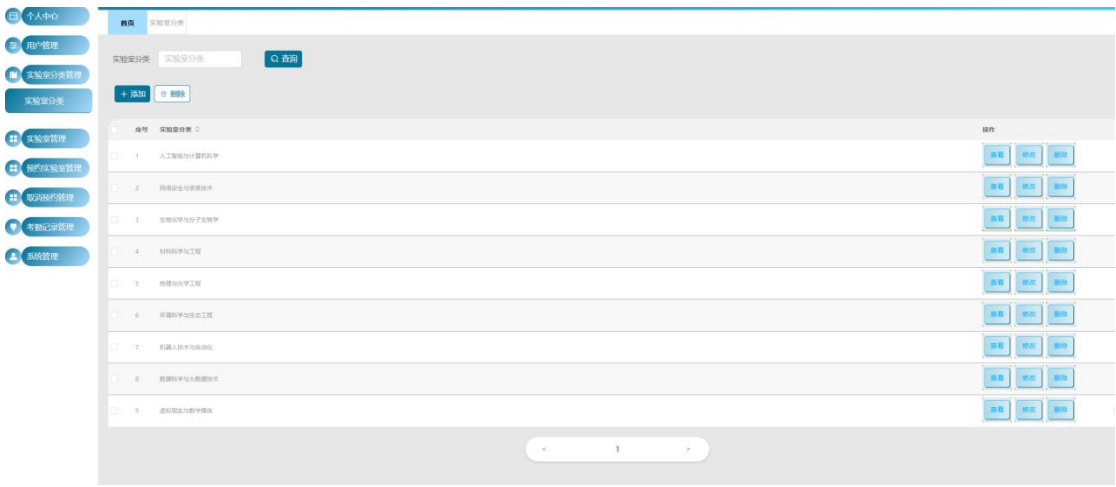 个人中心
用户管理
实验室分类管理
实验室分类
实验室管理
预约实验室管理
取消预约管理
考勤记录管理
系统管理
首页 实验室分类
实验室分类 实验室分类 查询
+ 添加 删除
序号 实验室分类 操作
1 人工智能与计算机科学 查看 修改 删除
2 网络安全与信息技术 查看 修改 删除
3 生物化学与分子生物学 查看 修改 删除
4 材料科学与工程 查看 修改 删除
5 物理与光学工程 查看 修改 删除
6 环境科学与生态工程 查看 修改 删除
7 机器人技术与自动化 查看 修改 删除
8 数据科学与大数据技术 查看 修改 删除
9 虚拟现实与数字媒体 查看 修改 删除
< 1 >